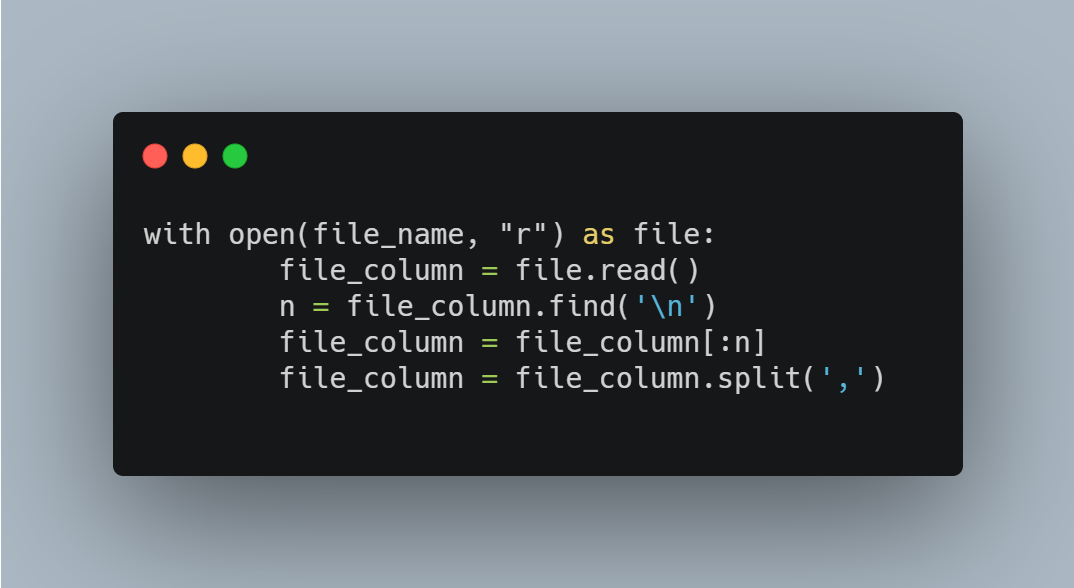 with open(file_name, "r") as file:
        file_column = file.read()
        n = file_column.find('\n')
        file_column = file_column[:n]
        file_column = file_column.split(',')